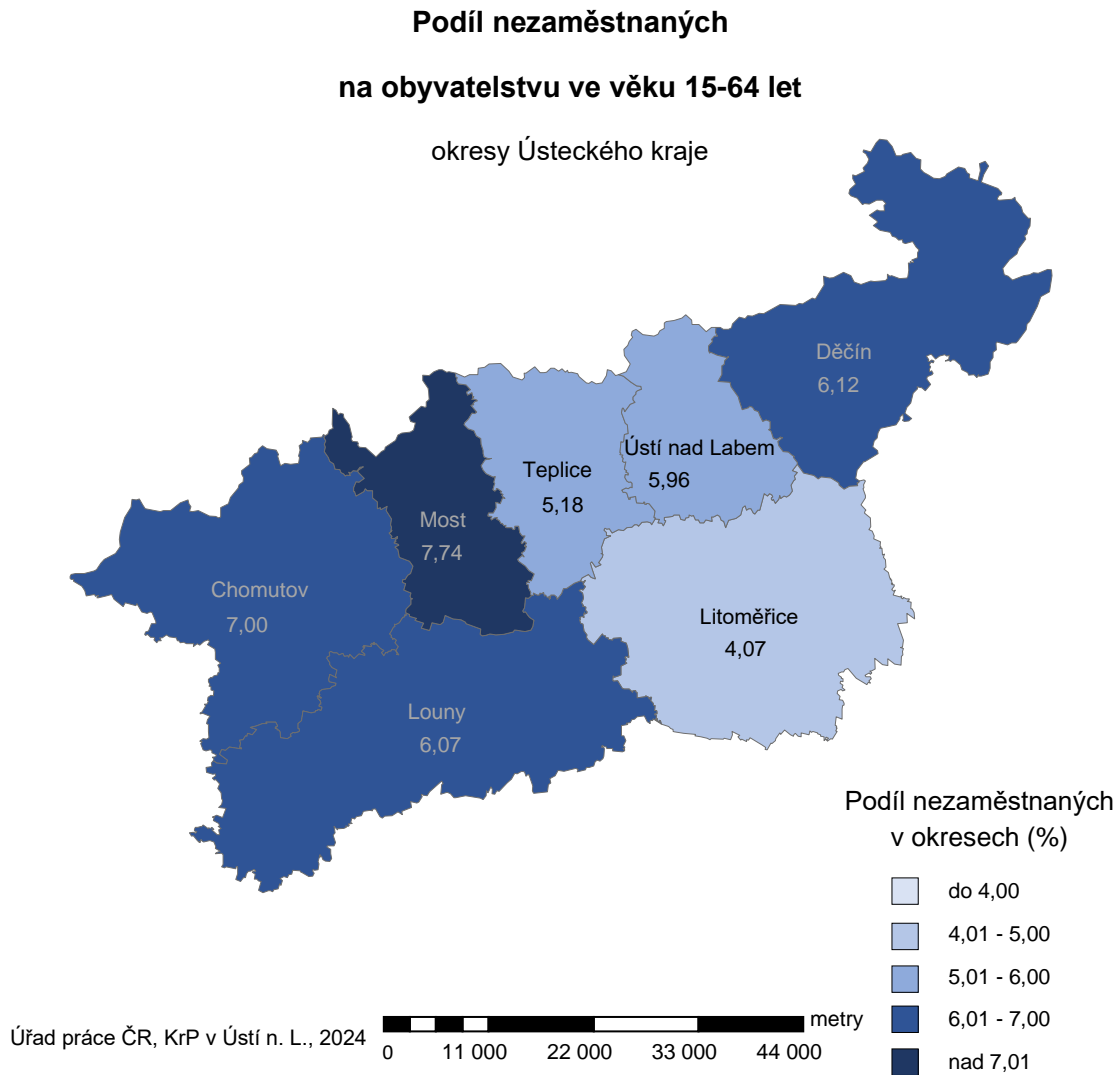 Podíl nezaměstnaných
na obyvatelstvu ve věku 15-64 let
okresy Ústeckého kraje
Děčín
6,12
Ústí nad Labem
5,96
Teplice
5,18
Most
7,74
Chomutov
7,00
Litoměřice
4,07
Louny
6,07
Podíl nezaměstnaných
v okresech (%)
do 4,00
4,01 - 5,00
5,01 - 6,00
6,01 - 7,00
nad 7,01
Úřad práce ČR, KrP v Ústí n. L., 2024
metry
0 11 000 22 000 33 000 44 000